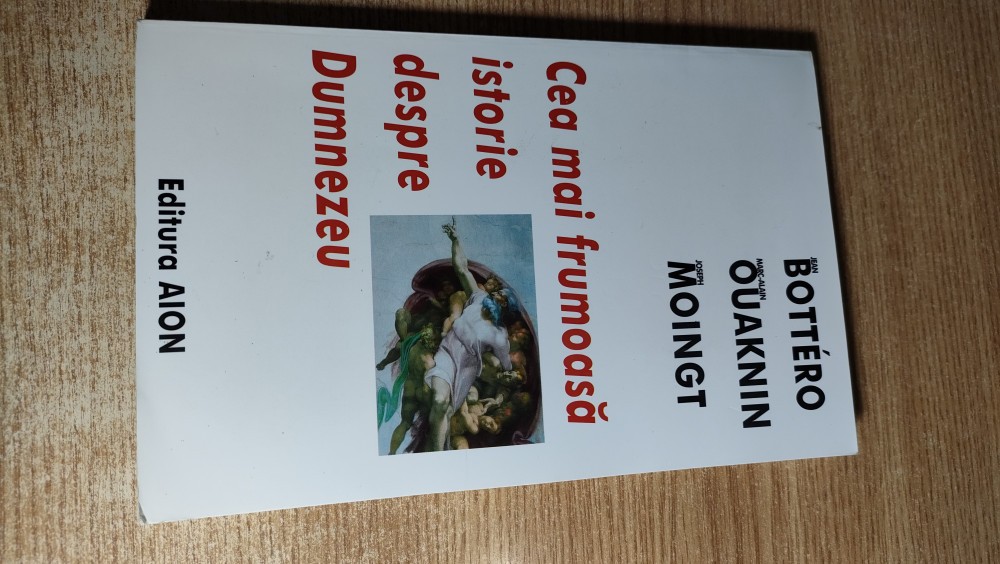 JEAN
BOTTÉRO
MARC-ALAIN
OUAKNIN
JOSEPH
MOINGT
Cea mai frumoasă
istorie
despre
Dumnezeu
Editura AION